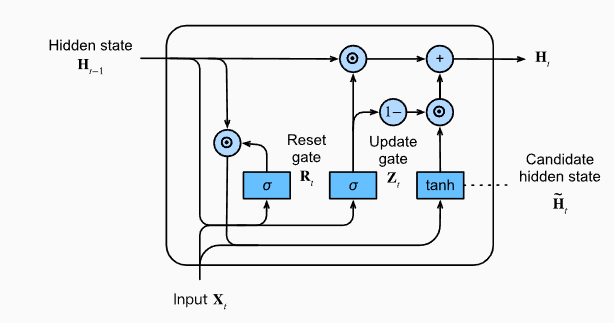 Hidden state
H_{t−1}
H_t
+
1−
Reset
gate
R_t
Update
gate
Z_t
σ
σ
tanh
Candidate
hidden state
H̃_t
Input X_t